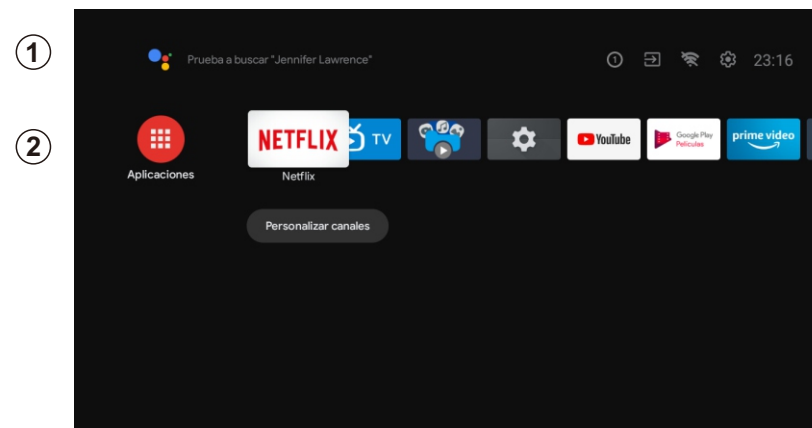 1
Prueba a buscar "Jennifer Lawrence"
1
23:16
2
NETFLIX
TV
YouTube
Google Play
Películas
prime video
Aplicaciones
Netflix
Personalizar canales